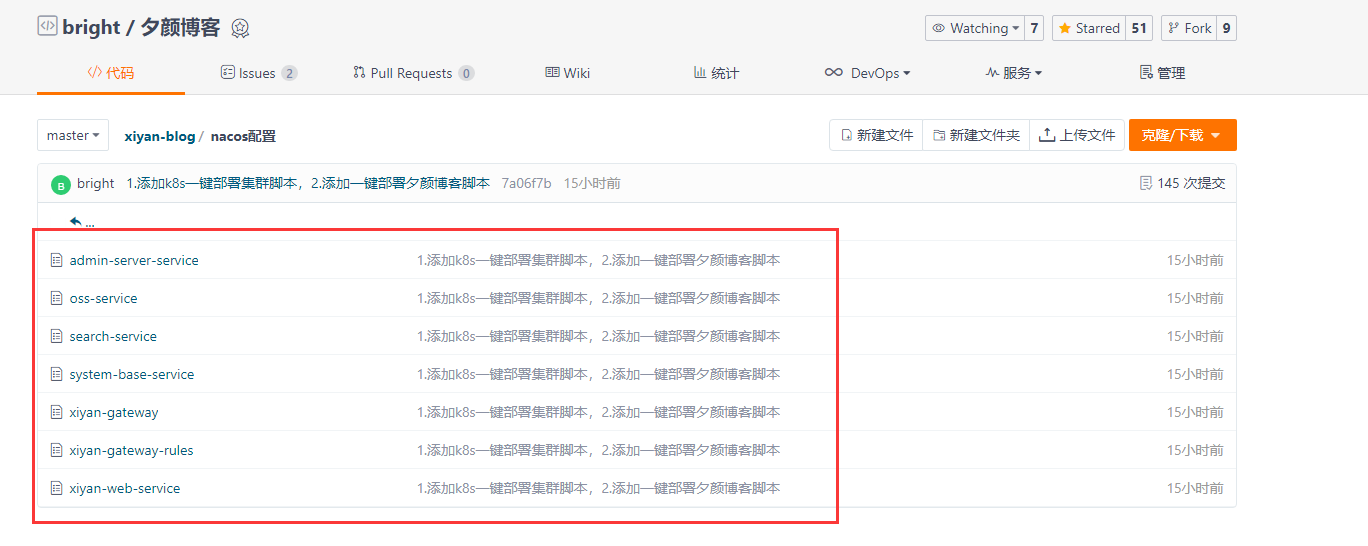 bright / 夕颜博客 Watching 7 Starred 51 Fork 9
代码 Issues 2 Pull Requests 0 Wiki 统计 DevOps 服务 管理
master xiyan-blog / nacos配置 新建文件 新建文件夹 上传文件 克隆/下载
B bright 1.添加k8s一键部署集群脚本，2.添加一键部署夕颜博客脚本 7a06f7b 15小时前 145 次提交
...
admin-server-service 1.添加k8s一键部署集群脚本，2.添加一键部署夕颜博客脚本 15小时前
oss-service 1.添加k8s一键部署集群脚本，2.添加一键部署夕颜博客脚本 15小时前
search-service 1.添加k8s一键部署集群脚本，2.添加一键部署夕颜博客脚本 15小时前
system-base-service 1.添加k8s一键部署集群脚本，2.添加一键部署夕颜博客脚本 15小时前
xiyan-gateway 1.添加k8s一键部署集群脚本，2.添加一键部署夕颜博客脚本 15小时前
xiyan-gateway-rules 1.添加k8s一键部署集群脚本，2.添加一键部署夕颜博客脚本 15小时前
xiyan-web-service 1.添加k8s一键部署集群脚本，2.添加一键部署夕颜博客脚本 15小时前